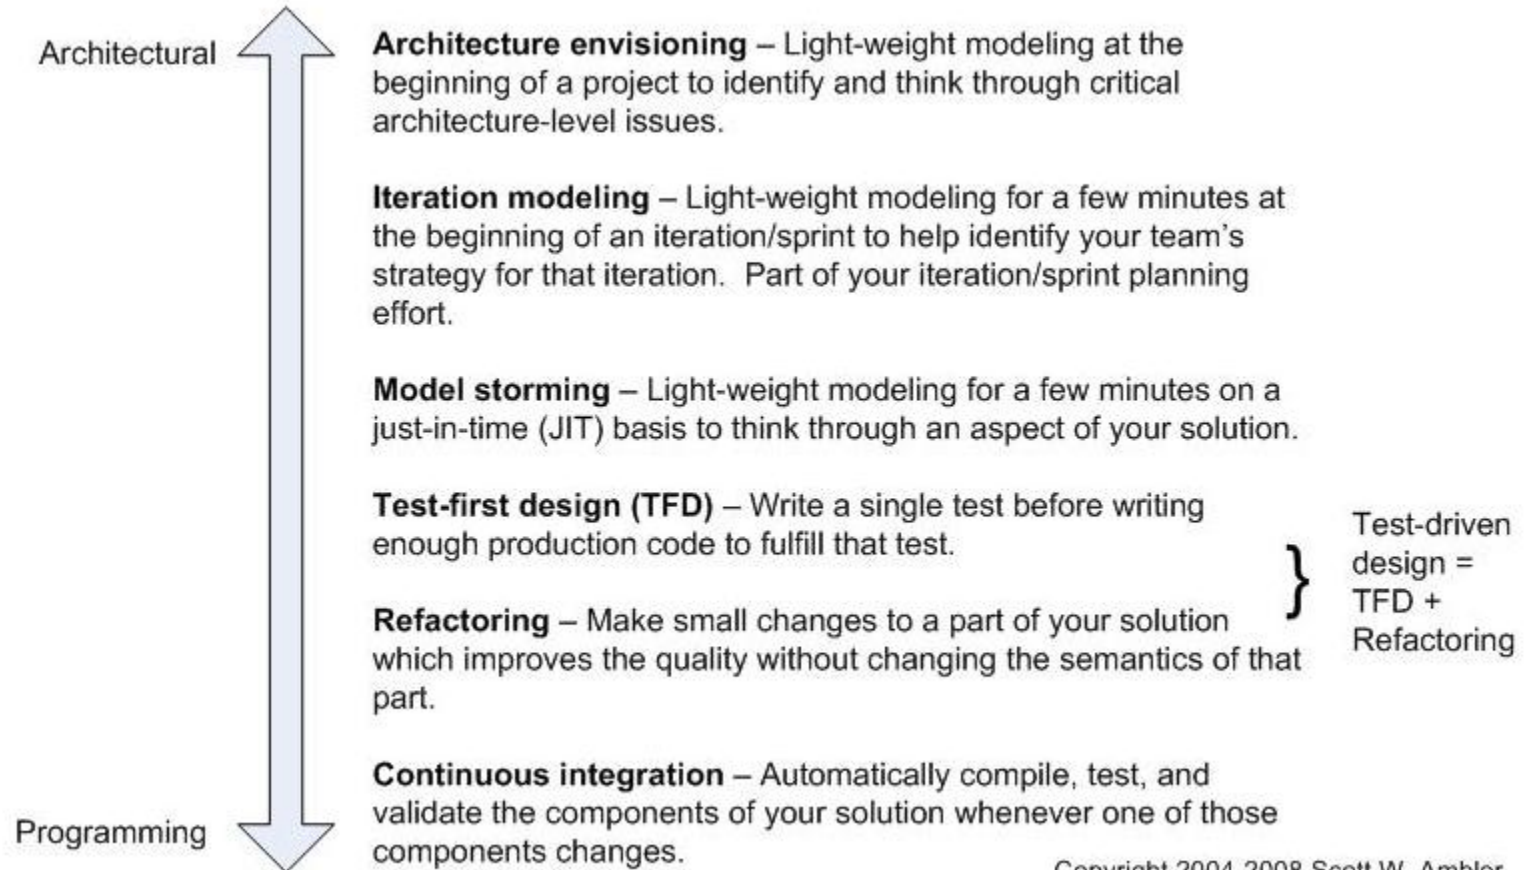 Architectural
Architecture envisioning – Light-weight modeling at the
beginning of a project to identify and think through critical
architecture-level issues.
Iteration modeling – Light-weight modeling for a few minutes at
the beginning of an iteration/sprint to help identify your team's
strategy for that iteration.  Part of your iteration/sprint planning
effort.
Model storming – Light-weight modeling for a few minutes on a
just-in-time (JIT) basis to think through an aspect of your solution.
Test-first design (TFD) – Write a single test before writing
enough production code to fulfill that test.
Refactoring – Make small changes to a part of your solution
which improves the quality without changing the semantics of that
part.
}
Test-driven
design =
TFD +
Refactoring
Continuous integration – Automatically compile, test, and
validate the components of your solution whenever one of those
components changes.
Programming
Copyright 2004-2008 Scott W. Ambler